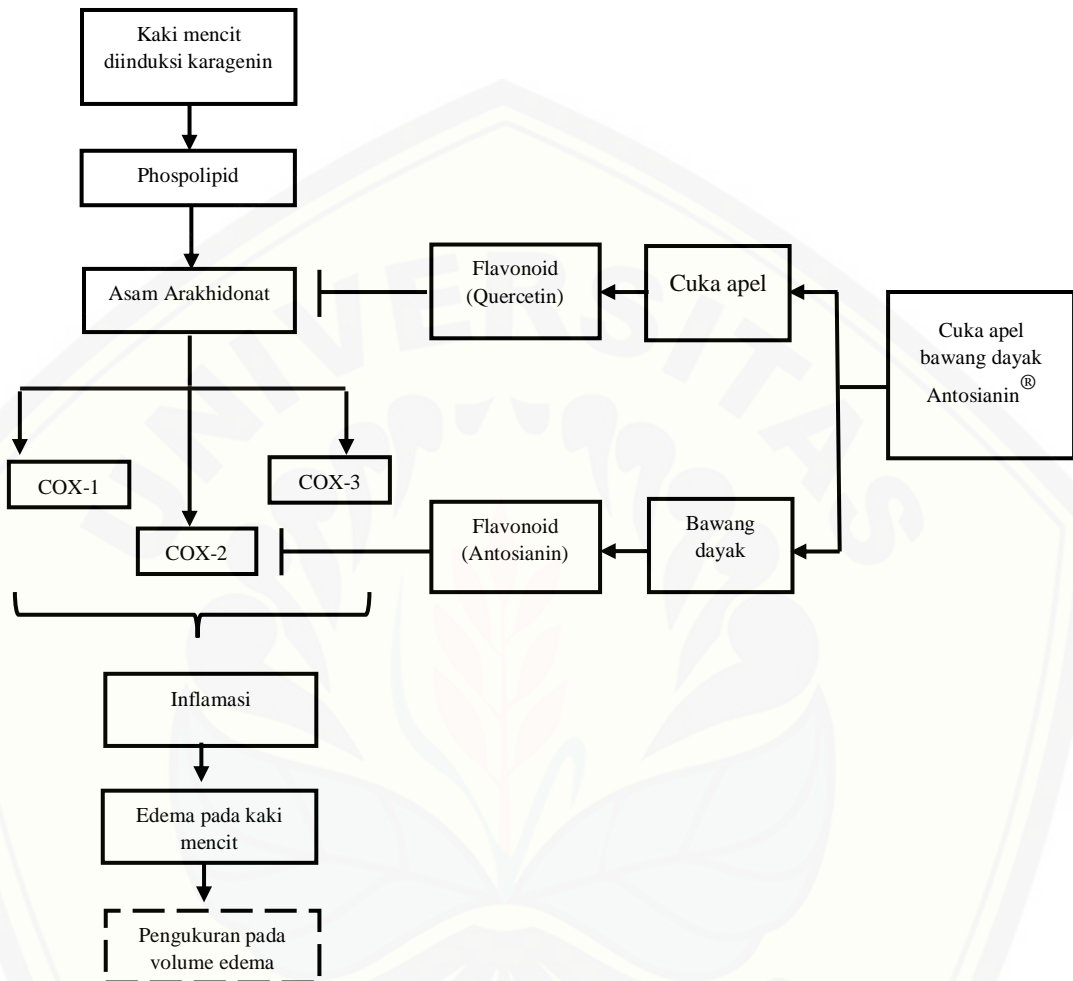 Kaki mencit
diinduksi karagenin
Phospolipid
Asam Arakhidonat
Flavonoid
(Quercetin)
Cuka apel
Cuka apel
bawang dayak
Antosianin®
COX-1
COX-3
COX-2
Flavonoid
(Antosianin)
Bawang
dayak
Inflamasi
Edema pada kaki
mencit
Pengukuran pada
volume edema
UNIVERSITAS